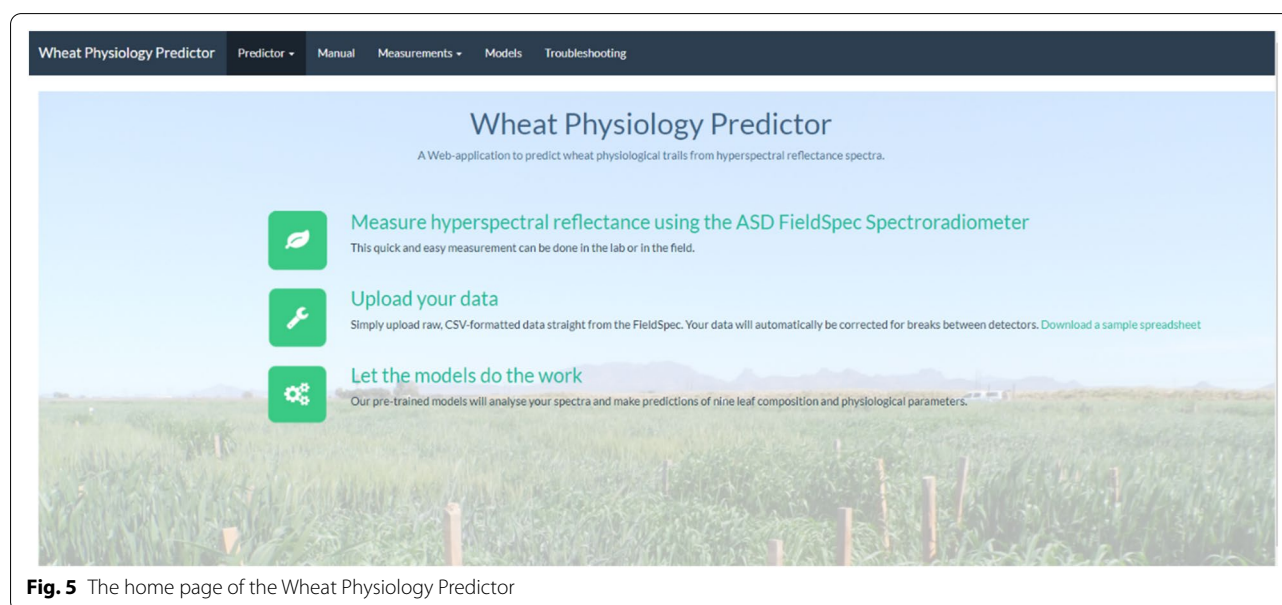 Wheat Physiology Predictor Predictor Manual Measurements Models Troubleshooting
Wheat Physiology Predictor
A Web-application to predict wheat physiological trails from hyperspectral reflectance spectra.
Measure hyperspectral reflectance using the ASD FieldSpec Spectroradiometer
This quick and easy measurement can be done in the lab or in the field.
Upload your data
Simply upload raw, CSV-formatted data straight from the FieldSpec. Your data will automatically be corrected for breaks between detectors. Download a sample spreadsheet
Let the models do the work
Our pre-trained models will analyse your spectra and make predictions of nine leaf composition and physiological parameters.
Fig. 5 The home page of the Wheat Physiology Predictor